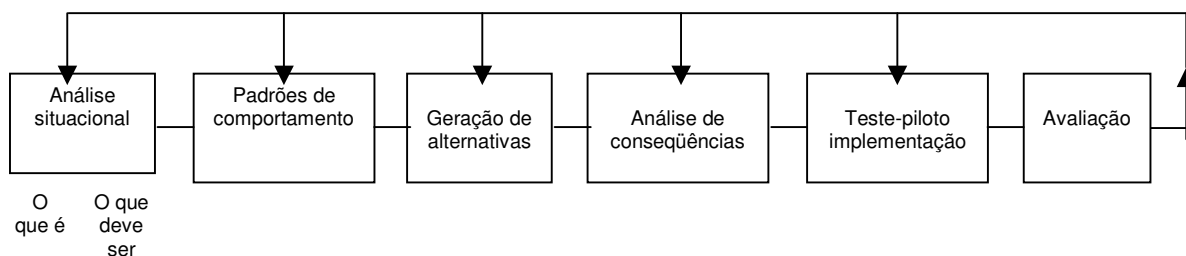 Análise
situacional
Padrões de
comportamento
Geração de
alternativas
Análise de
conseqüências
Teste-piloto
implementação
Avaliação
O
que é
O que
deve
ser